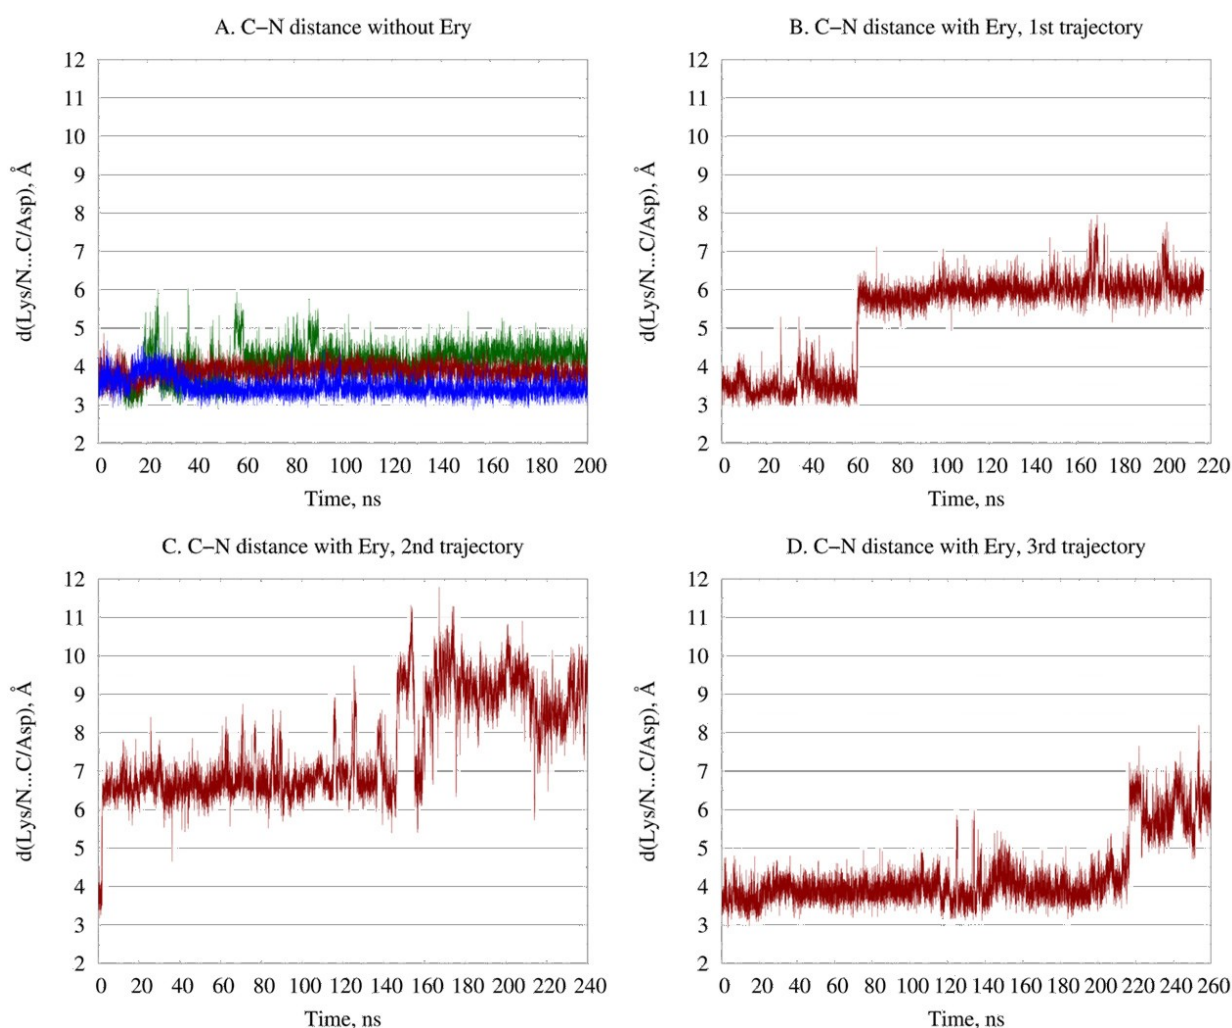 A. C−N distance without Ery
12
11
10
9
8
7
6
5
4
3
2
d(Lys/N...C/Asp), Å
0 20 40 60 80 100 120 140 160 180 200
Time, ns
B. C−N distance with Ery, 1st trajectory
12
11
10
9
8
7
6
5
4
3
2
d(Lys/N...C/Asp), Å
0 20 40 60 80 100 120 140 160 180 200 220
Time, ns
C. C−N distance with Ery, 2nd trajectory
12
11
10
9
8
7
6
5
4
3
2
d(Lys/N...C/Asp), Å
0 20 40 60 80 100 120 140 160 180 200 220 240
Time, ns
D. C−N distance with Ery, 3rd trajectory
12
11
10
9
8
7
6
5
4
3
2
d(Lys/N...C/Asp), Å
0 20 40 60 80 100 120 140 160 180 200 220 240 260
Time, ns